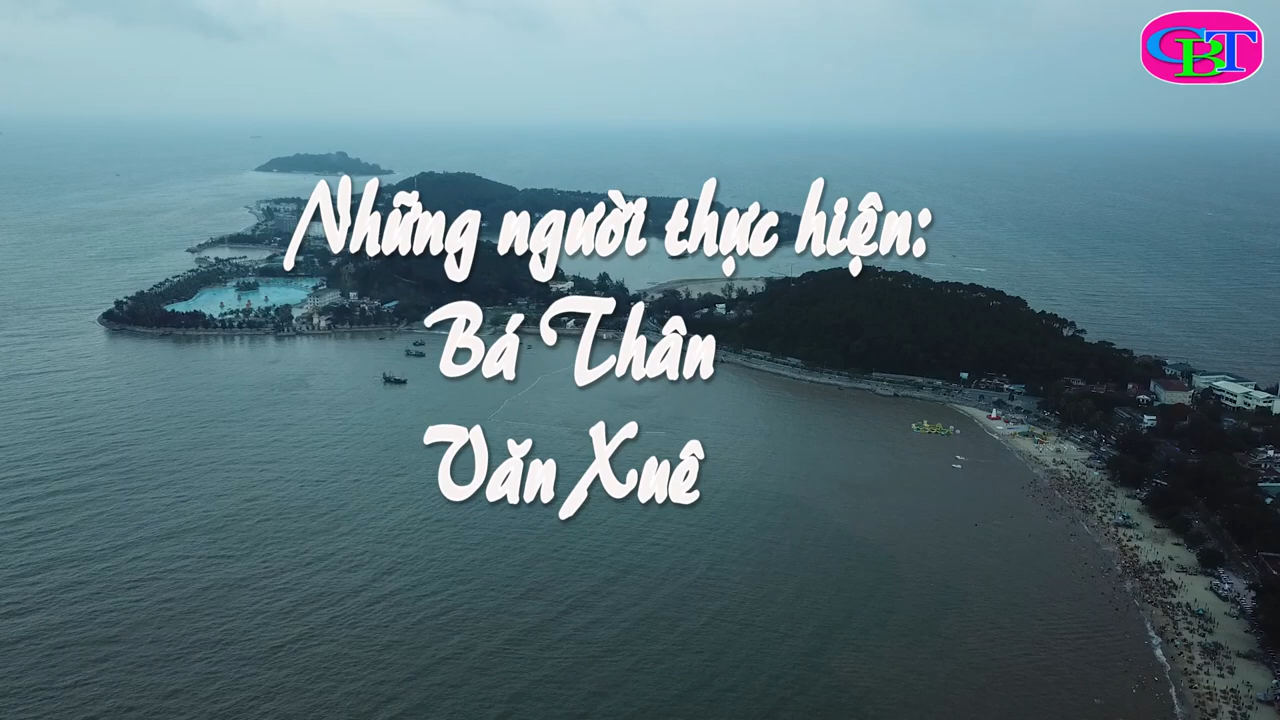 CBT
Những người thực hiện:
Bá Thân
Văn Xuê